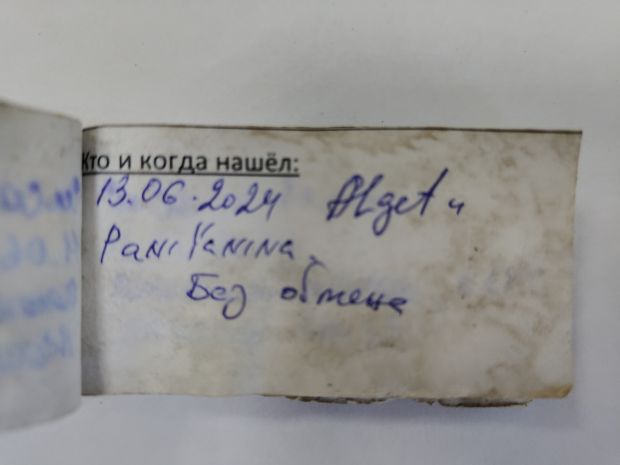 Кто и когда нашёл:
13.06.2024 Alget и
PaniYanina
Без обмена